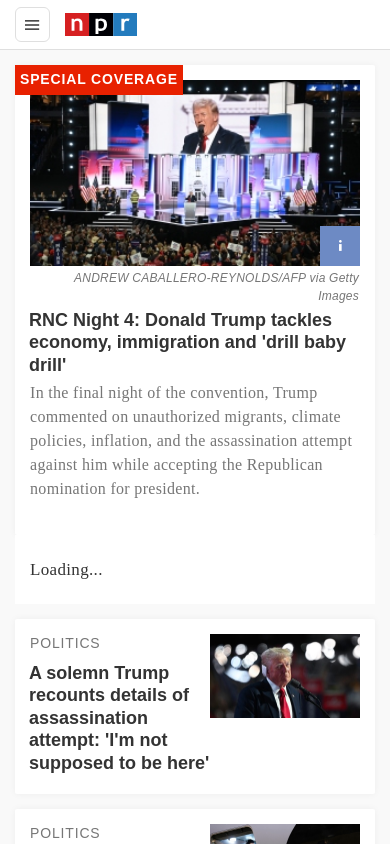 npr
SPECIAL COVERAGE
ANDREW CABALLERO-REYNOLDS/AFP via Getty
Images
RNC Night 4: Donald Trump tackles
economy, immigration and 'drill baby
drill'
In the final night of the convention, Trump
commented on unauthorized migrants, climate
policies, inflation, and the assassination attempt
against him while accepting the Republican
nomination for president.
Loading...
POLITICS
A solemn Trump
recounts details of
assassination
attempt: 'I'm not
supposed to be here'
POLITICS